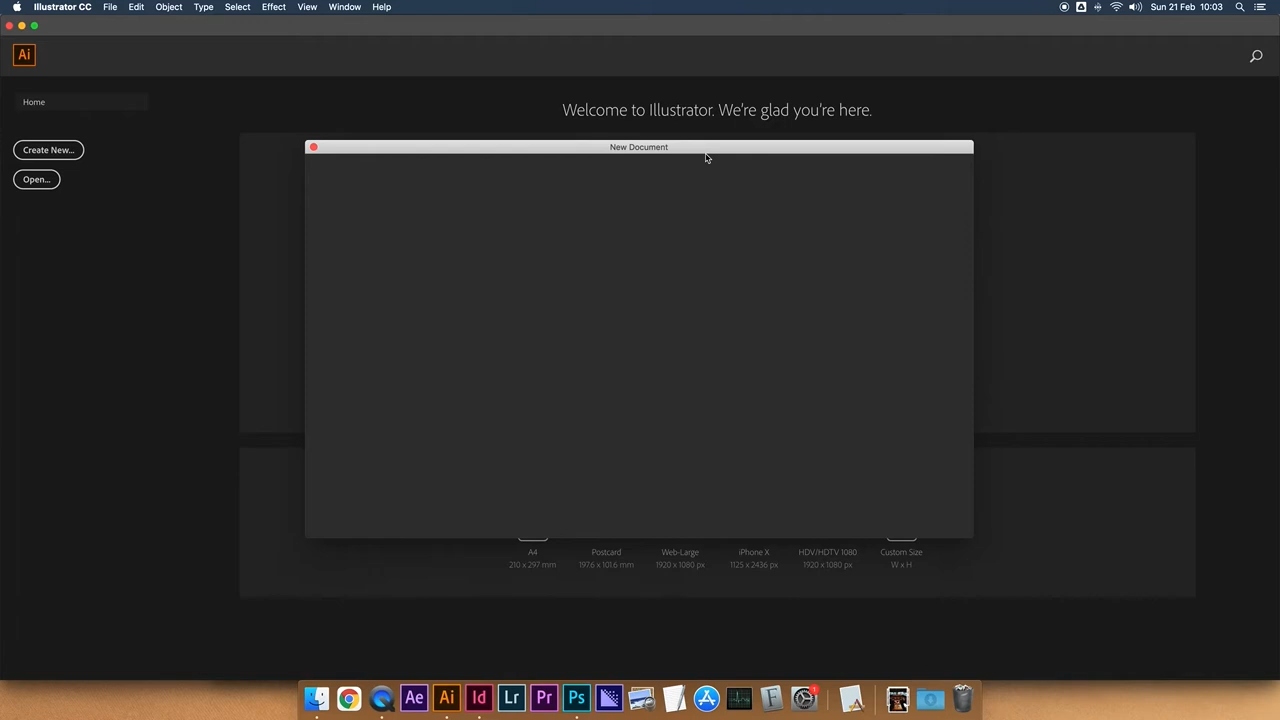 Illustrator CC File Edit Object Type Select Effect View Window Help Sun 21 Feb 10:03
Ai
Home
Welcome to Illustrator. We're glad you're here.
Create New...
New Document
Open...
A4 Postcard Web-Large iPhone X HDV/HDTV 1080 Custom Size
210 x 297 mm 197.6 x 101.6 mm 1920 x 1080 px 1125 x 2436 px 1920 x 1080 px W x H
Ae Ai Id Lr Pr Ps F 1